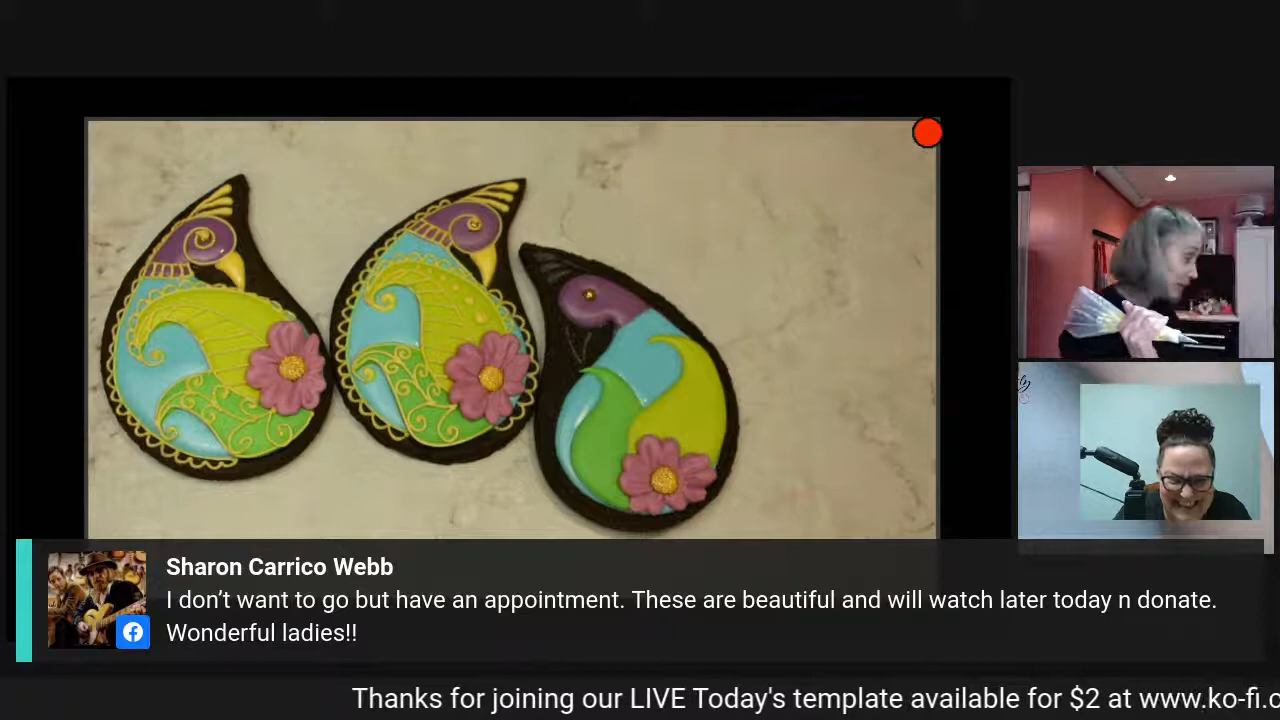 Sharon Carrico Webb
I don’t want to go but have an appointment. These are beautiful and will watch later today n donate.
Wonderful ladies!!
Thanks for joining our LIVE Today's template available for $2 at www.ko-fi.c